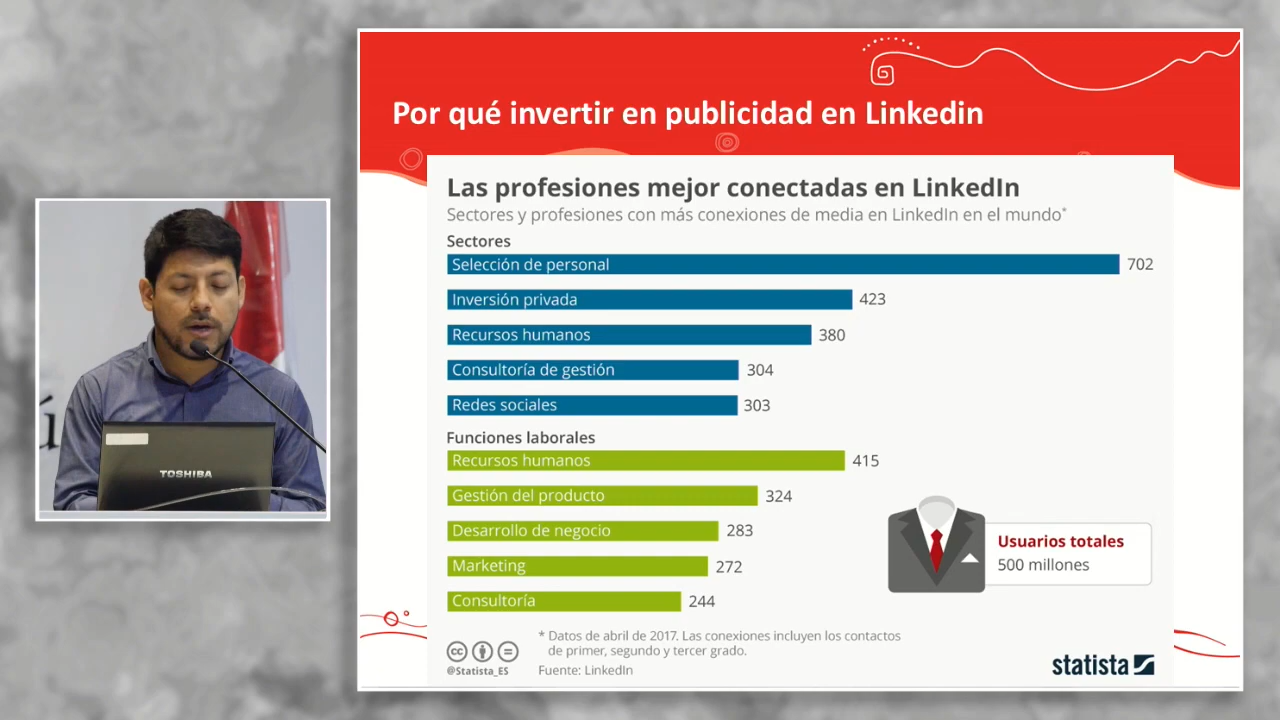 Por qué invertir en publicidad en Linkedin
Las profesiones mejor conectadas en LinkedIn
Sectores y profesiones con más conexiones de media en LinkedIn en el mundo*
Sectores
Selección de personal 702
Inversión privada 423
Recursos humanos 380
Consultoría de gestión 304
Redes sociales 303
Funciones laborales
Recursos humanos 415
Gestión del producto 324
Desarrollo de negocio 283
Marketing 272
Consultoría 244
Usuarios totales
500 millones
* Datos de abril de 2017. Las conexiones incluyen los contactos
de primer, segundo y tercer grado.
Fuente: LinkedIn
cc
@Statista_ES
statista
TOSHIBA